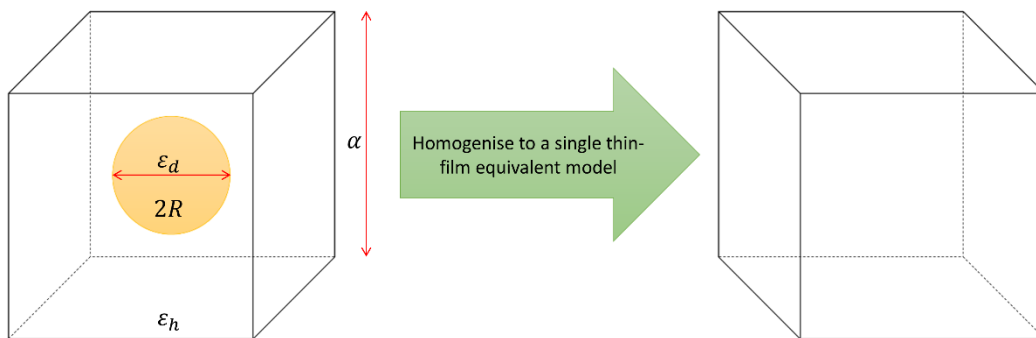 ε_d
2R
ε_h
α
Homogenise to a single thin-
film equivalent model